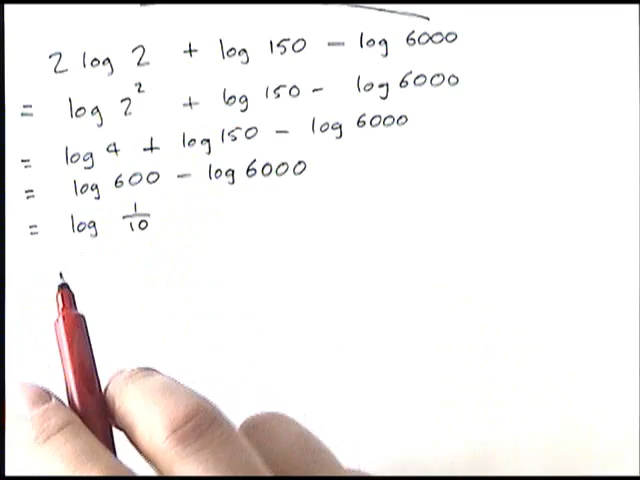 2 log 2 + log 150 - log 6000
= log 2² + log 150 - log 6000
= log 4 + log 150 - log 6000
= log 600 - log 6000
= log 1/10